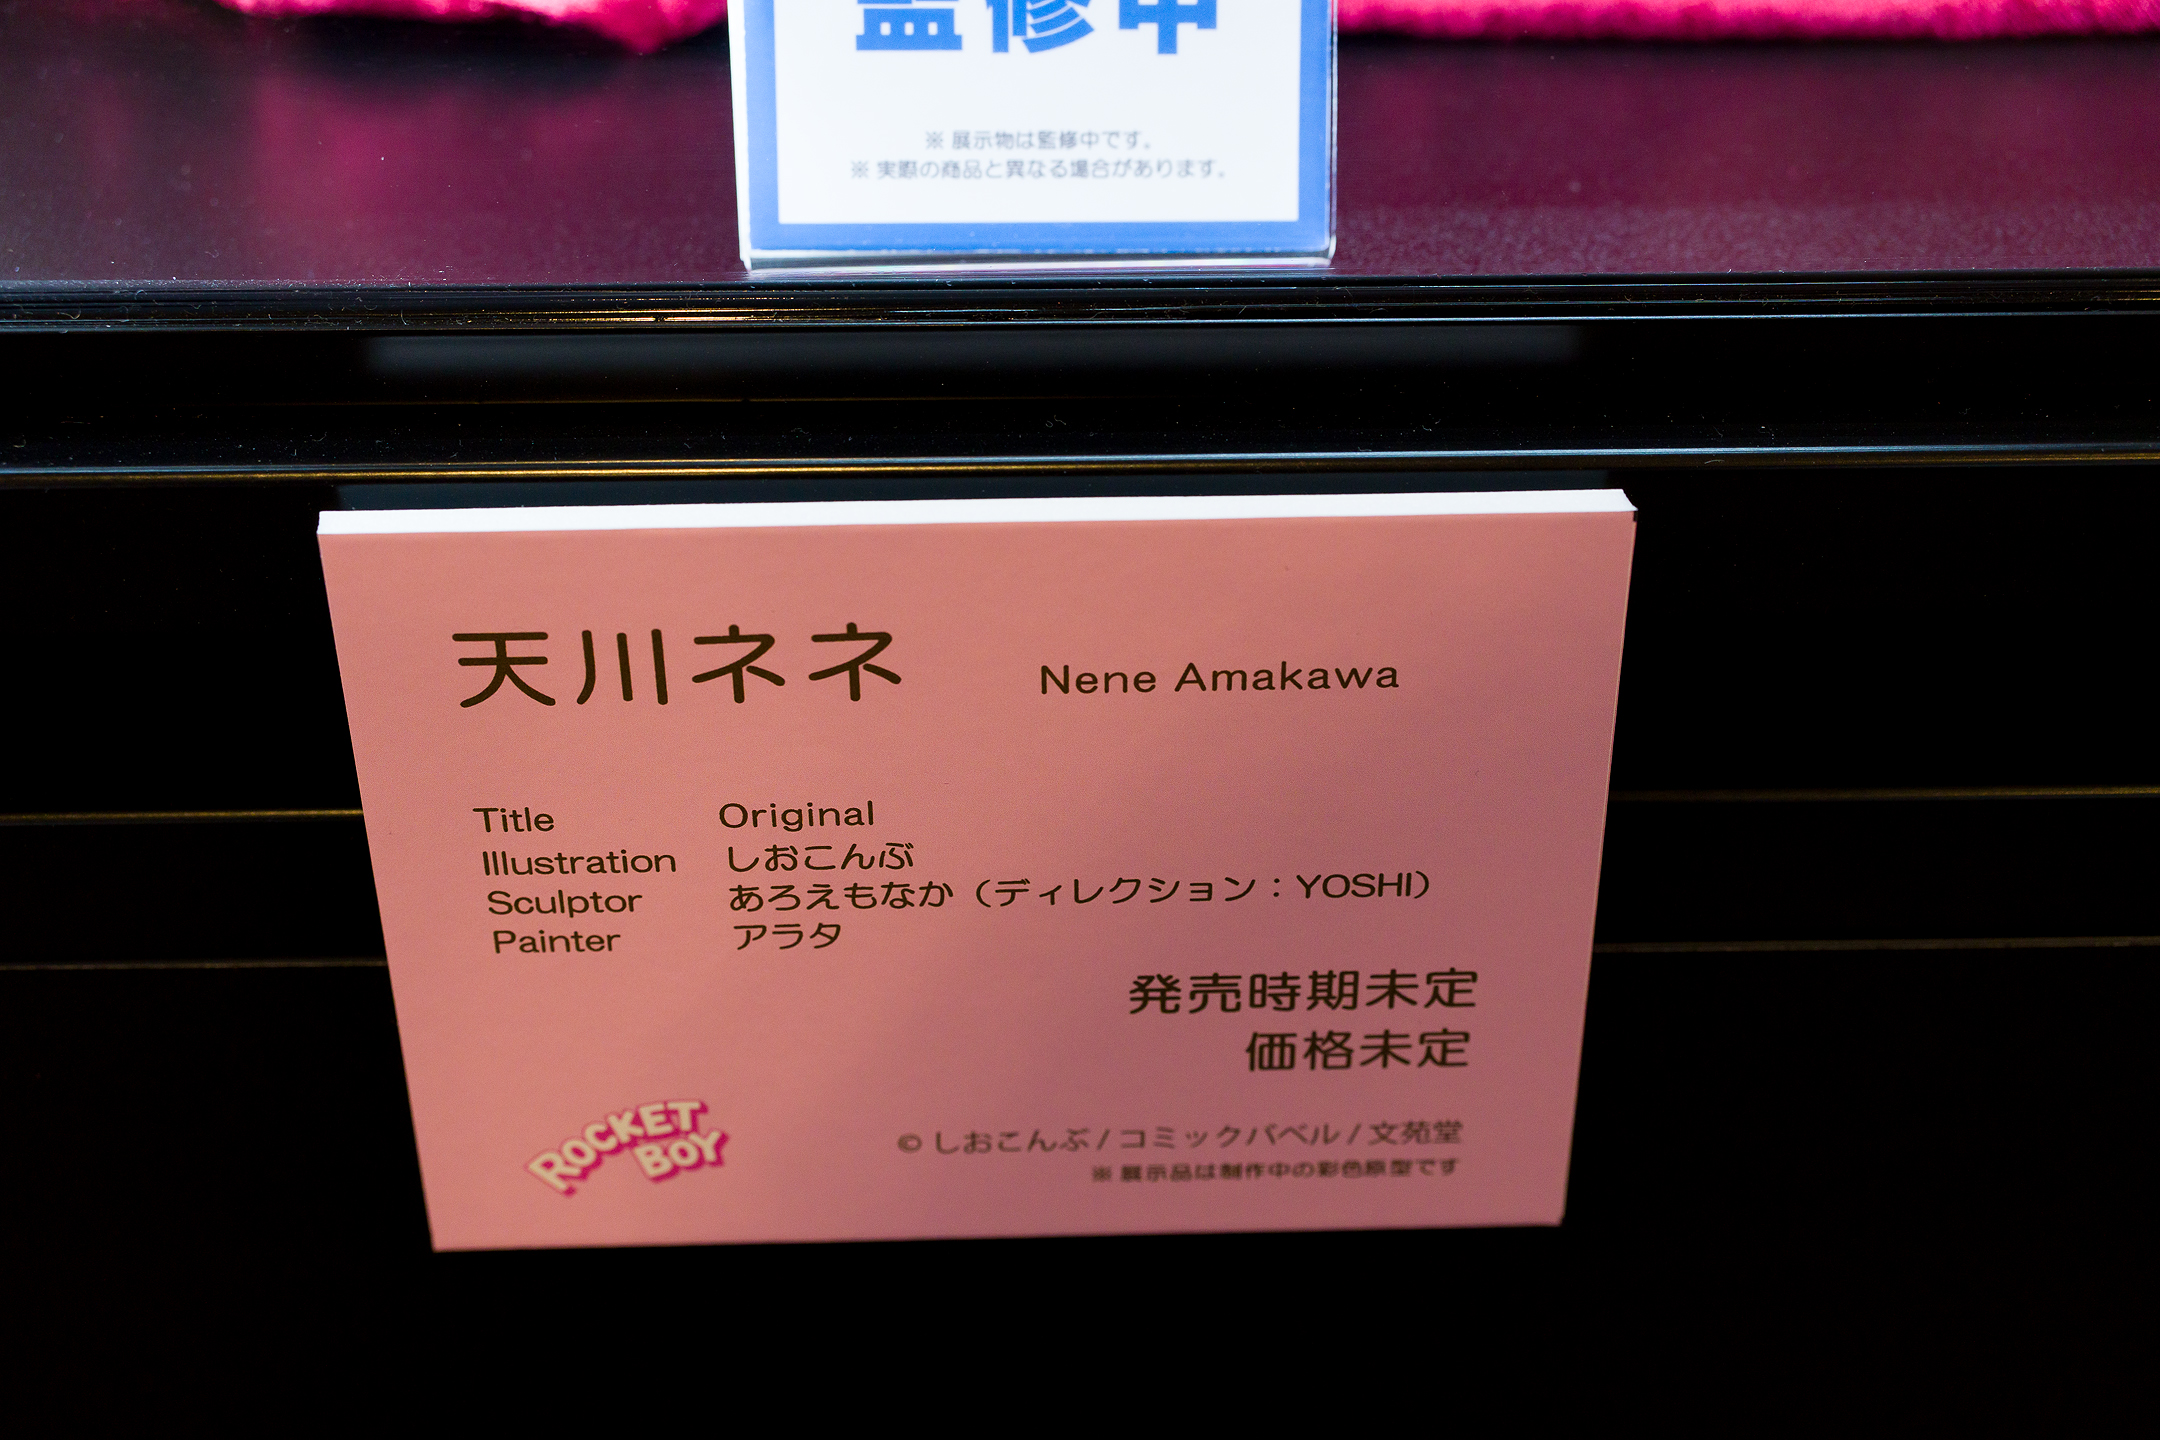 監修中
※ 展示物は監修中です。
※ 実際の商品と異なる場合があります。
天川ネネ Nene Amakawa
Title Original
Illustration しおこんぶ
Sculptor あろえもなか（ディレクション：YOSHI）
Painter アラタ
発売時期未定
価格未定
ROCKET
BOY
© しおこんぶ / コミックバベル / 文苑堂
※ 展示品は制作中の彩色原型です